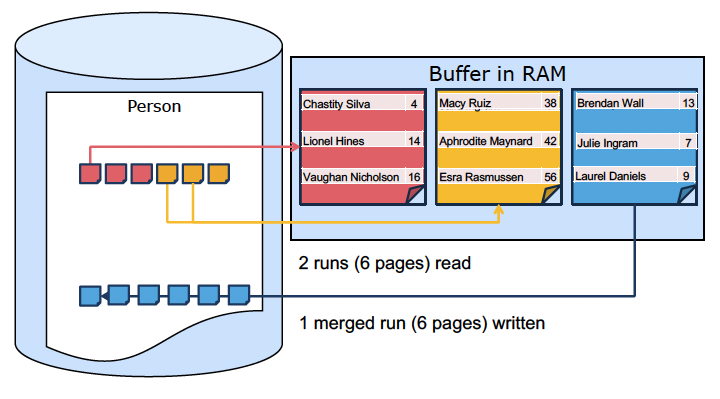 Buffer in RAM
Person
Chastity Silva 4
Lionel Hines 14
Vaughan Nicholson 16
Macy Ruiz 38
Aphrodite Maynard 42
Esra Rasmussen 56
Brendan Wall 13
Julie Ingram 7
Laurel Daniels 9
2 runs (6 pages) read
1 merged run (6 pages) written